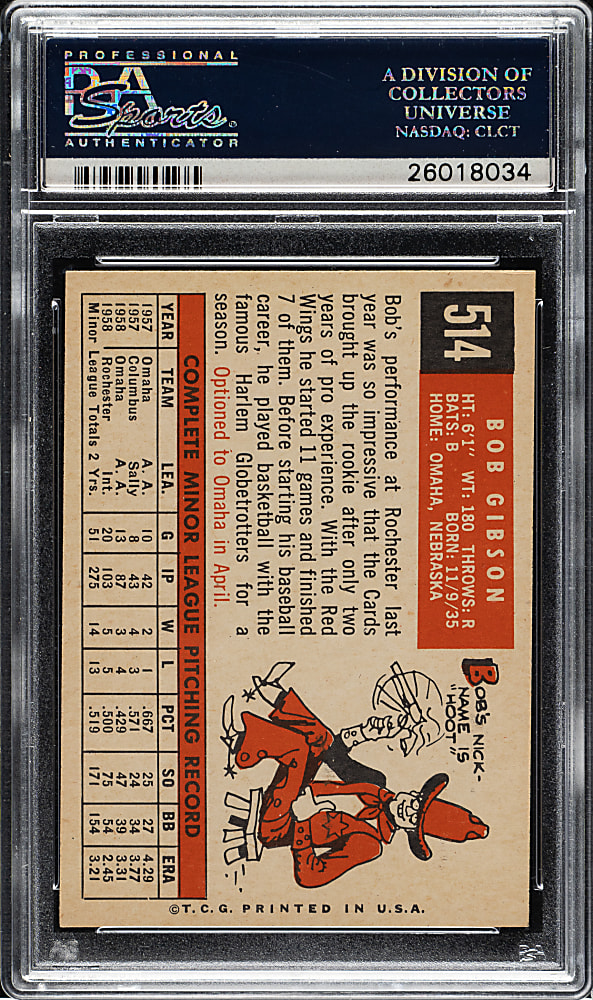 PROFESSIONAL
PSA
Sports
AUTHENTICATOR
A DIVISION OF
COLLECTORS
UNIVERSE
NASDAQ: CLCT
26018034
514
BOB GIBSON
HT: 6'1" WT: 180 THROWS: R
BATS: B BORN: 11/9/35
HOME: OMAHA, NEBRASKA
Bob's performance at Rochester last
year was so impressive that the Cards
brought up the rookie after only two
years of pro experience. With the Red
Wings he started 11 games and finished
7 of them. Before starting his baseball
career, he played basketball with the
famous Harlem Globetrotters for a
season. Optioned to Omaha in April.
BOB'S NICK-
NAME IS
"HOOT"
COMPLETE MINOR LEAGUE PITCHING RECORD
YEAR TEAM LEA. G IP W L PCT SO BB ERA
1957 Omaha A. A. 10 42 2 1 .667 25 27 4.29
1957 Columbus Sally 8 43 4 3 .571 24 34 3.77
1958 Omaha A. A. 13 87 3 4 .429 47 39 3.31
1958 Rochester Int. 20 103 5 5 .500 75 54 2.45
Minor League Totals 2 Yrs. 51 275 14 13 .519 171 154 3.21
©T.C.G. PRINTED IN U.S.A.